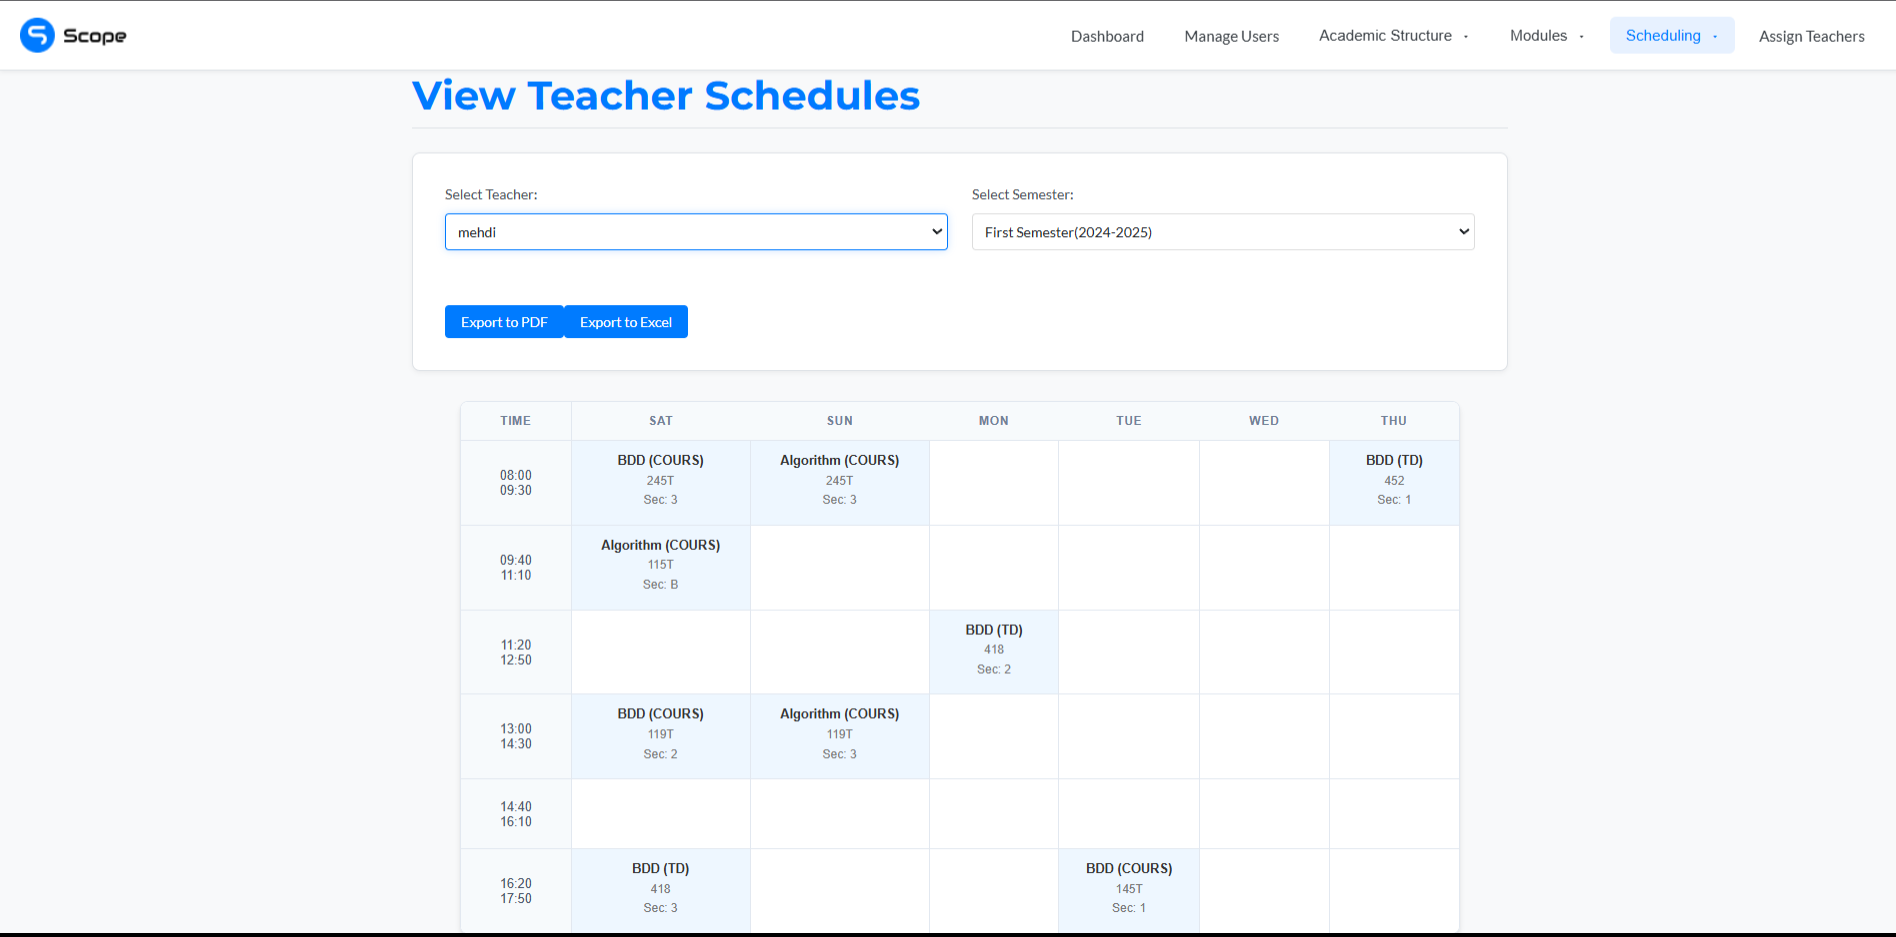 Scope
Dashboard Manage Users Academic Structure Modules Scheduling Assign Teachers
View Teacher Schedules
Select Teacher: Select Semester:
mehdi First Semester(2024-2025)
Export to PDF Export to Excel
TIME SAT SUN MON TUE WED THU
08:00
09:30
BDD (COURS)
245T
Sec: 3
Algorithm (COURS)
245T
Sec: 3
BDD (TD)
452
Sec: 1
09:40
11:10
Algorithm (COURS)
115T
Sec: B
11:20
12:50
BDD (TD)
418
Sec: 2
13:00
14:30
BDD (COURS)
119T
Sec: 2
Algorithm (COURS)
119T
Sec: 3
14:40
16:10
16:20
17:50
BDD (TD)
418
Sec: 3
BDD (COURS)
145T
Sec: 1